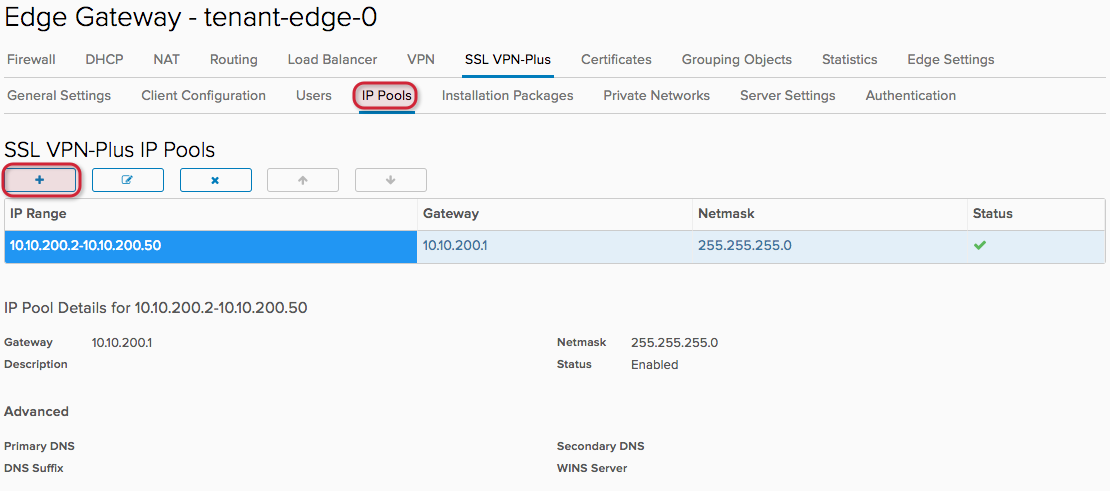 Edge Gateway - tenant-edge-0
Firewall DHCP NAT Routing Load Balancer VPN SSL VPN-Plus Certificates Grouping Objects Statistics Edge Settings
General Settings Client Configuration Users IP Pools Installation Packages Private Networks Server Settings Authentication
SSL VPN-Plus IP Pools
IP Range Gateway Netmask Status
10.10.200.2-10.10.200.50 10.10.200.1 255.255.255.0
IP Pool Details for 10.10.200.2-10.10.200.50
Gateway 10.10.200.1 Netmask 255.255.255.0
Description Status Enabled
Advanced
Primary DNS Secondary DNS
DNS Suffix WINS Server